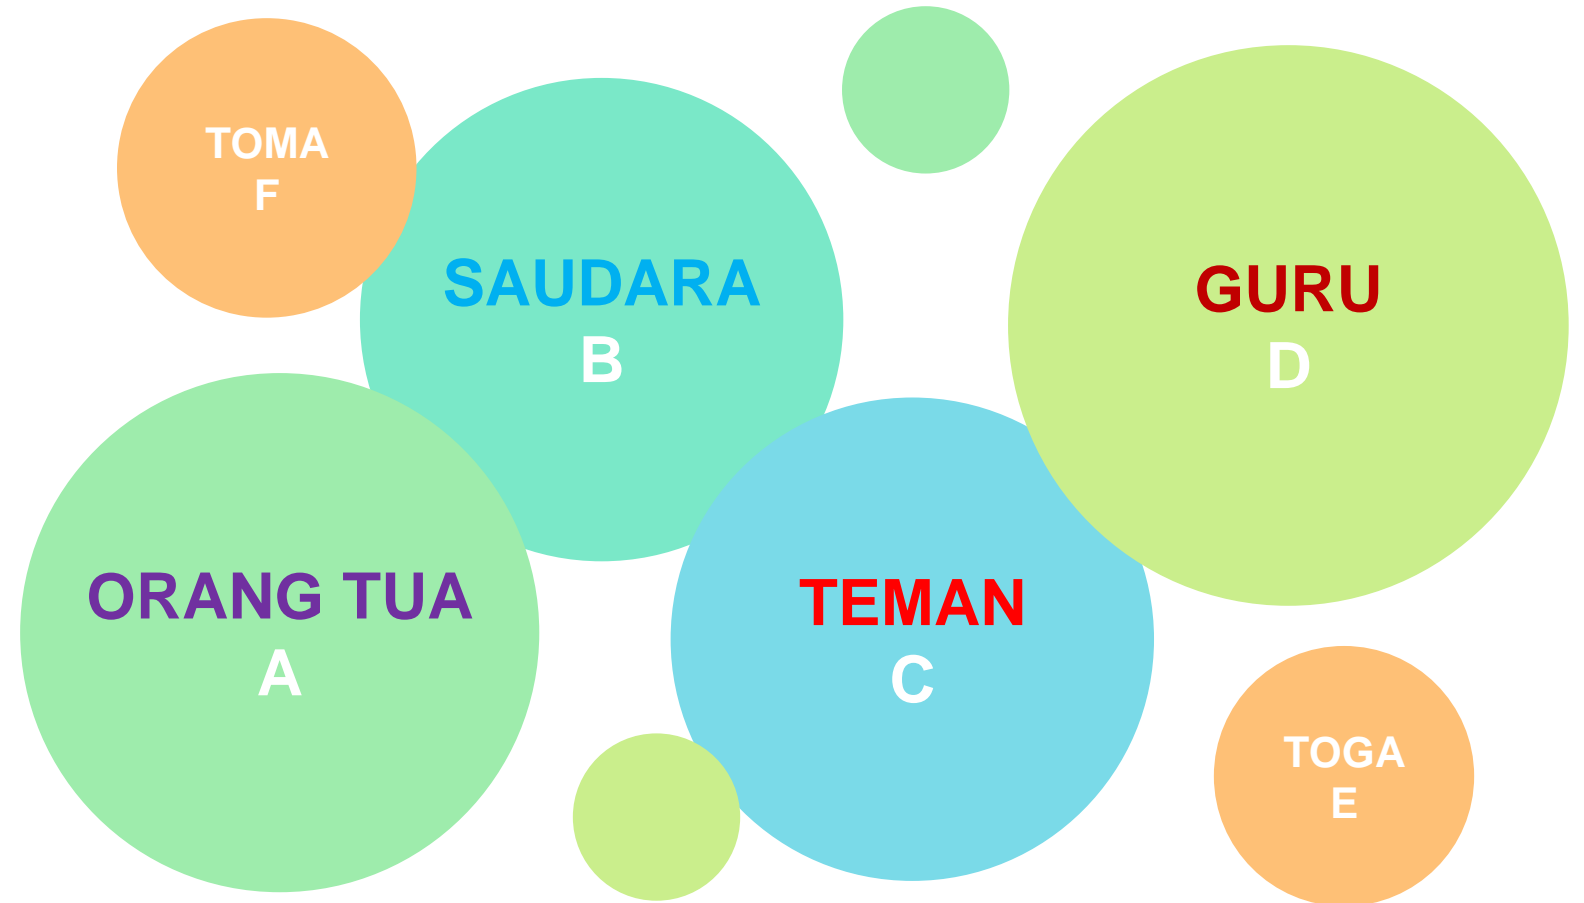 TOMA
F
SAUDARA
B
GURU
D
ORANG TUA
A
TEMAN
C
TOGA
E